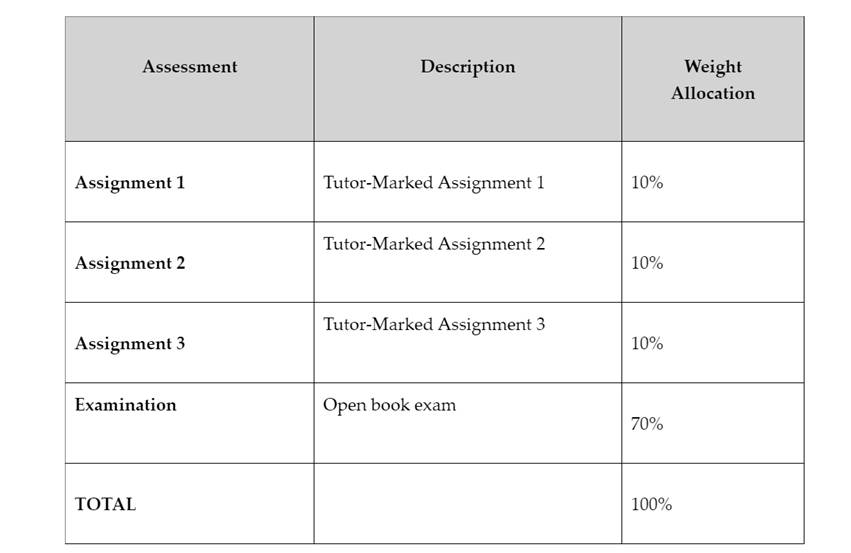 Assessment Description Weight
Allocation
Assignment 1 Tutor-Marked Assignment 1 10%
Assignment 2 Tutor-Marked Assignment 2 10%
Assignment 3 Tutor-Marked Assignment 3 10%
Examination Open book exam 70%
TOTAL 100%